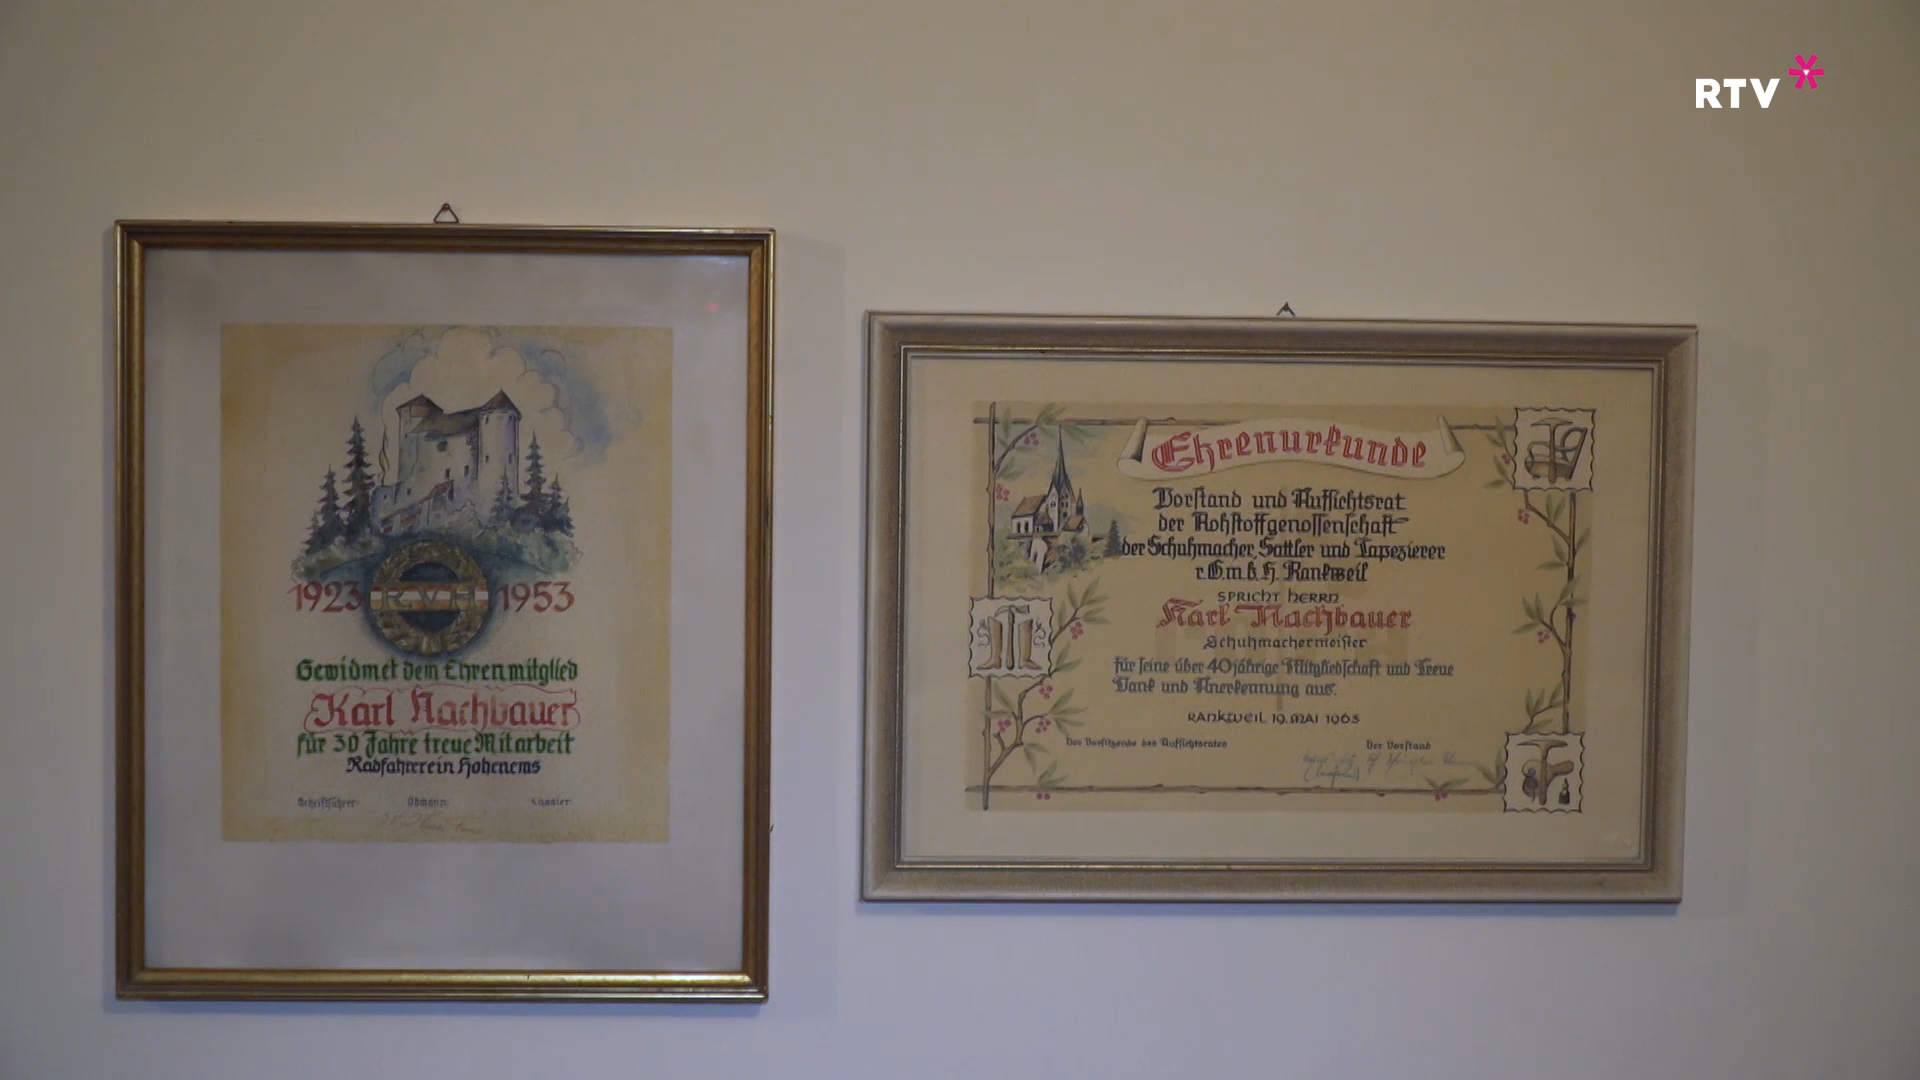 RTV
1923 RVH 1953
Gewidmet dem Ehrenmitglied
Karl Nachbauer
für 30 Jahre treue Mitarbeit
Radfahrerein Hohenems
Schriftführer Obmann: Kassier:
Ehrenurkunde
Vorstand und Aufsichtsrat
der Rohstoffgenossenschaft
der Schuhmacher, Sattler und Tapezierer
r.G.m.b.H. Rankweil
SPRICHT HERRN
Karl Nachbauer
Schuhmachermeister
für seine über 40jährige Mitgliedschaft und Treue
Dank und Anerkennung aus.
RANKWEIL, 19. MAI 1963
Der Vorsitzende des Aufsichtsrates Der Vorstand